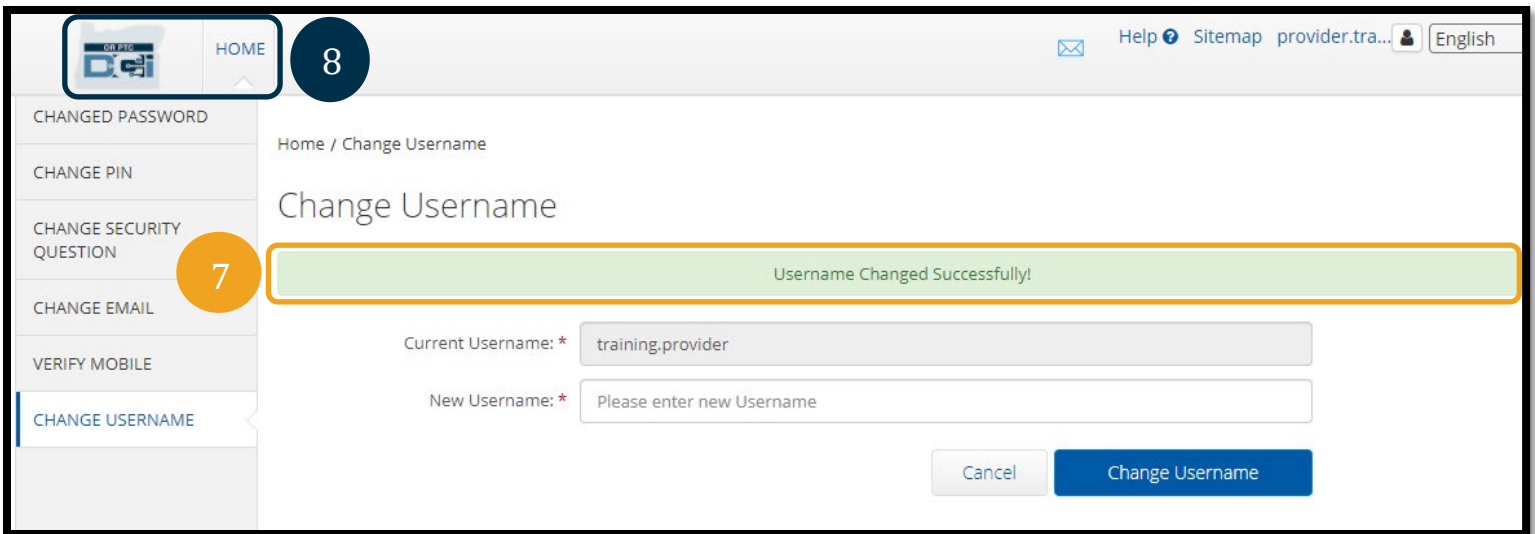 OR PTC
DCI
HOME
8
Help
Sitemap
provider.tra...
English
CHANGED PASSWORD
CHANGE PIN
CHANGE SECURITY
QUESTION
CHANGE EMAIL
VERIFY MOBILE
CHANGE USERNAME
Home / Change Username
Change Username
7
Username Changed Successfully!
Current Username: *
training.provider
New Username: *
Please enter new Username
Cancel
Change Username